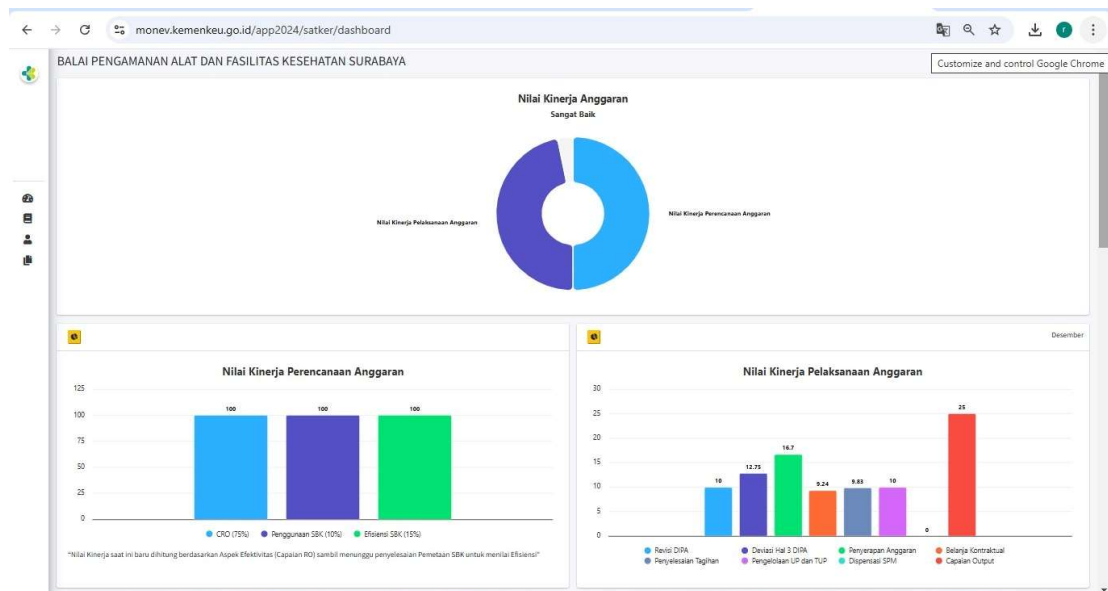 monev.kemenkeu.go.id/app2024/satker/dashboard
BALAI PENGAMANAN ALAT DAN FASILITAS KESEHATAN SURABAYA
Customize and control Google Chrome
Nilai Kinerja Anggaran
Sangat Baik
Nilai Kinerja Pelaksanaan Anggaran
Nilai Kinerja Perencanaan Anggaran
Nilai Kinerja Perencanaan Anggaran
125
100
75
50
25
0
100 100 100
CRO (75%) Penggunaan SBK (10%) Efisiensi SBK (15%)
"Nilai Kinerja saat ini baru dihitung berdasarkan Aspek Efektivitas (Capaian RO) sambil menunggu penyelesaian Pemetaan SBK untuk menilai Efisiensi"
Desember
Nilai Kinerja Pelaksanaan Anggaran
30
25
20
15
10
5
0
10 12.75 16.7 9.24 9.83 10 0 25
Revisi DIPA Deviasi Hal 3 DIPA Penyerapan Anggaran Belanja Kontraktual
Penyelesaian Tagihan Pengelolaan UP dan TUP Dispensasi SPM Capaian Output